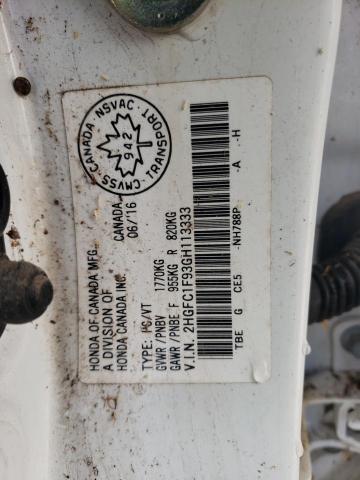 CANADA - NSVAC - TRANSPORT - CMVSS -
942
HONDA OF CANADA MFG.
A DIVISION OF
HONDA CANADA INC.
CANADA
06/16
TYPE: PC/VT
GVWR /PNBV 1770KG
GAWR /PNBE F 955KG R 820KG
V.I.N. 2HGFC1F93GH113333
TBE G CE5 -NH788P -A -H